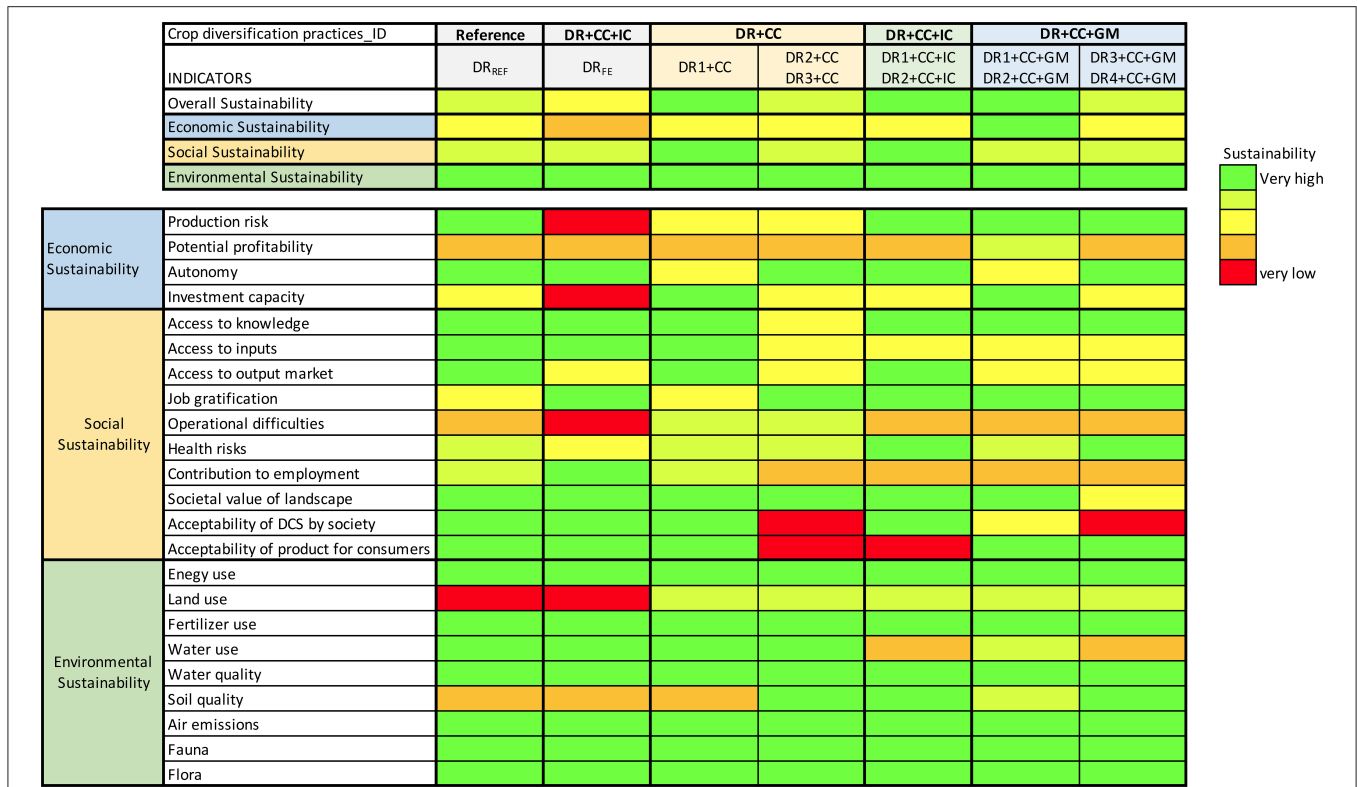 Crop diversification practices_ID Reference DR+CC+IC DR+CC DR+CC+IC DR+CC+GM
INDICATORS DRREF DRFE DR1+CC DR2+CC DR1+CC+IC DR1+CC+GM DR3+CC+GM
DR3+CC DR2+CC+IC DR2+CC+GM DR4+CC+GM
Overall Sustainability
Economic Sustainability
Social Sustainability
Environmental Sustainability
Sustainability
Very high
very low
Economic
Sustainability
Production risk
Potential profitability
Autonomy
Investment capacity
Social
Sustainability
Access to knowledge
Access to inputs
Access to output market
Job gratification
Operational difficulties
Health risks
Contribution to employment
Societal value of landscape
Acceptability of DCS by society
Acceptability of product for consumers
Environmental
Sustainability
Enegy use
Land use
Fertilizer use
Water use
Water quality
Soil quality
Air emissions
Fauna
Flora